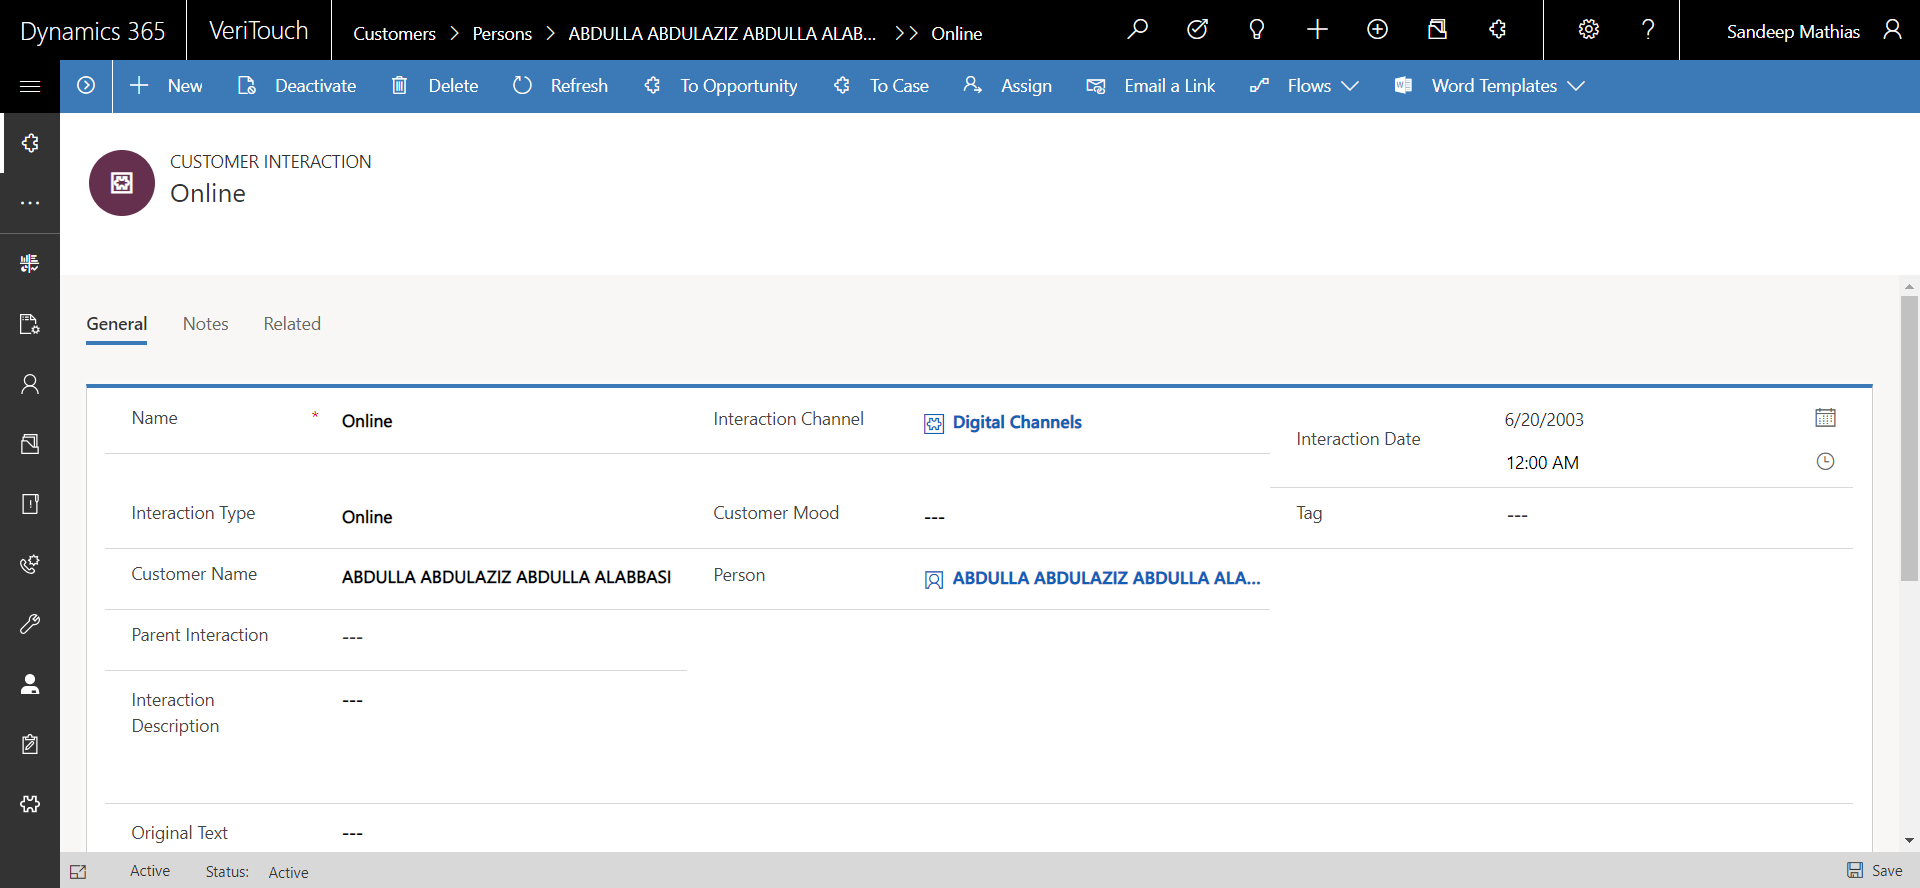 Dynamics 365 VeriTouch Customers > Persons > ABDULLA ABDULAZIZ ABDULLA ALAB... >> Online Sandeep Mathias
New Deactivate Delete Refresh To Opportunity To Case Assign Email a Link Flows Word Templates
CUSTOMER INTERACTION
Online
General Notes Related
Name * Online Interaction Channel Digital Channels Interaction Date 6/20/2003
12:00 AM
Interaction Type Online Customer Mood --- Tag ---
Customer Name ABDULLA ABDULAZIZ ABDULLA ALABBASI Person ABDULLA ABDULAZIZ ABDULLA ALA...
Parent Interaction ---
Interaction Description ---
Original Text ---
Active Status: Active Save